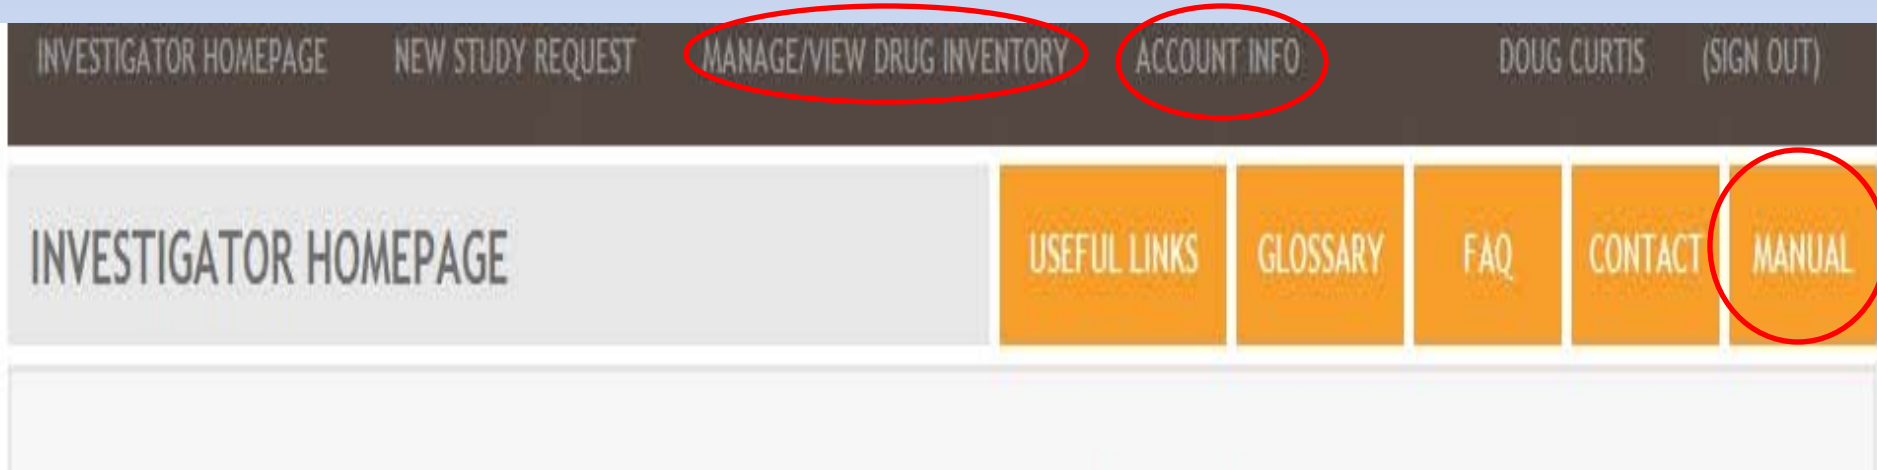 INVESTIGATOR HOMEPAGE NEW STUDY REQUEST MANAGE/VIEW DRUG INVENTORY ACCOUNT INFO DOUG CURTIS (SIGN OUT)
INVESTIGATOR HOMEPAGE USEFUL LINKS GLOSSARY FAQ CONTACT MANUAL